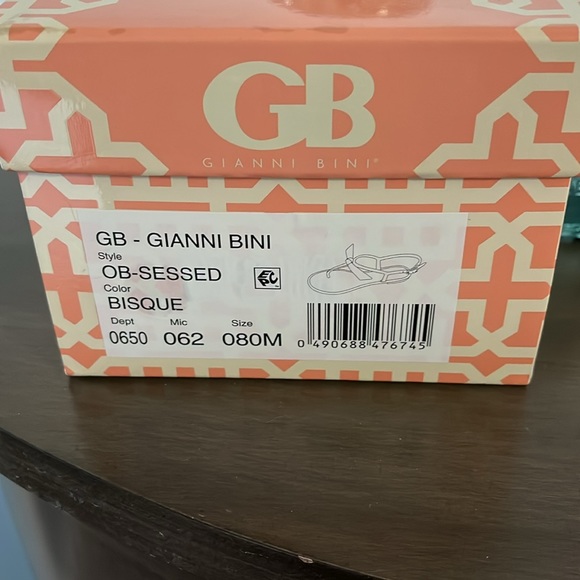 GB
GIANNI BINI®
GB - GIANNI BINI
Style
OB-SESSED
Color
BISQUE
Dept Mic Size
0650 062 080M
0 490688 476745